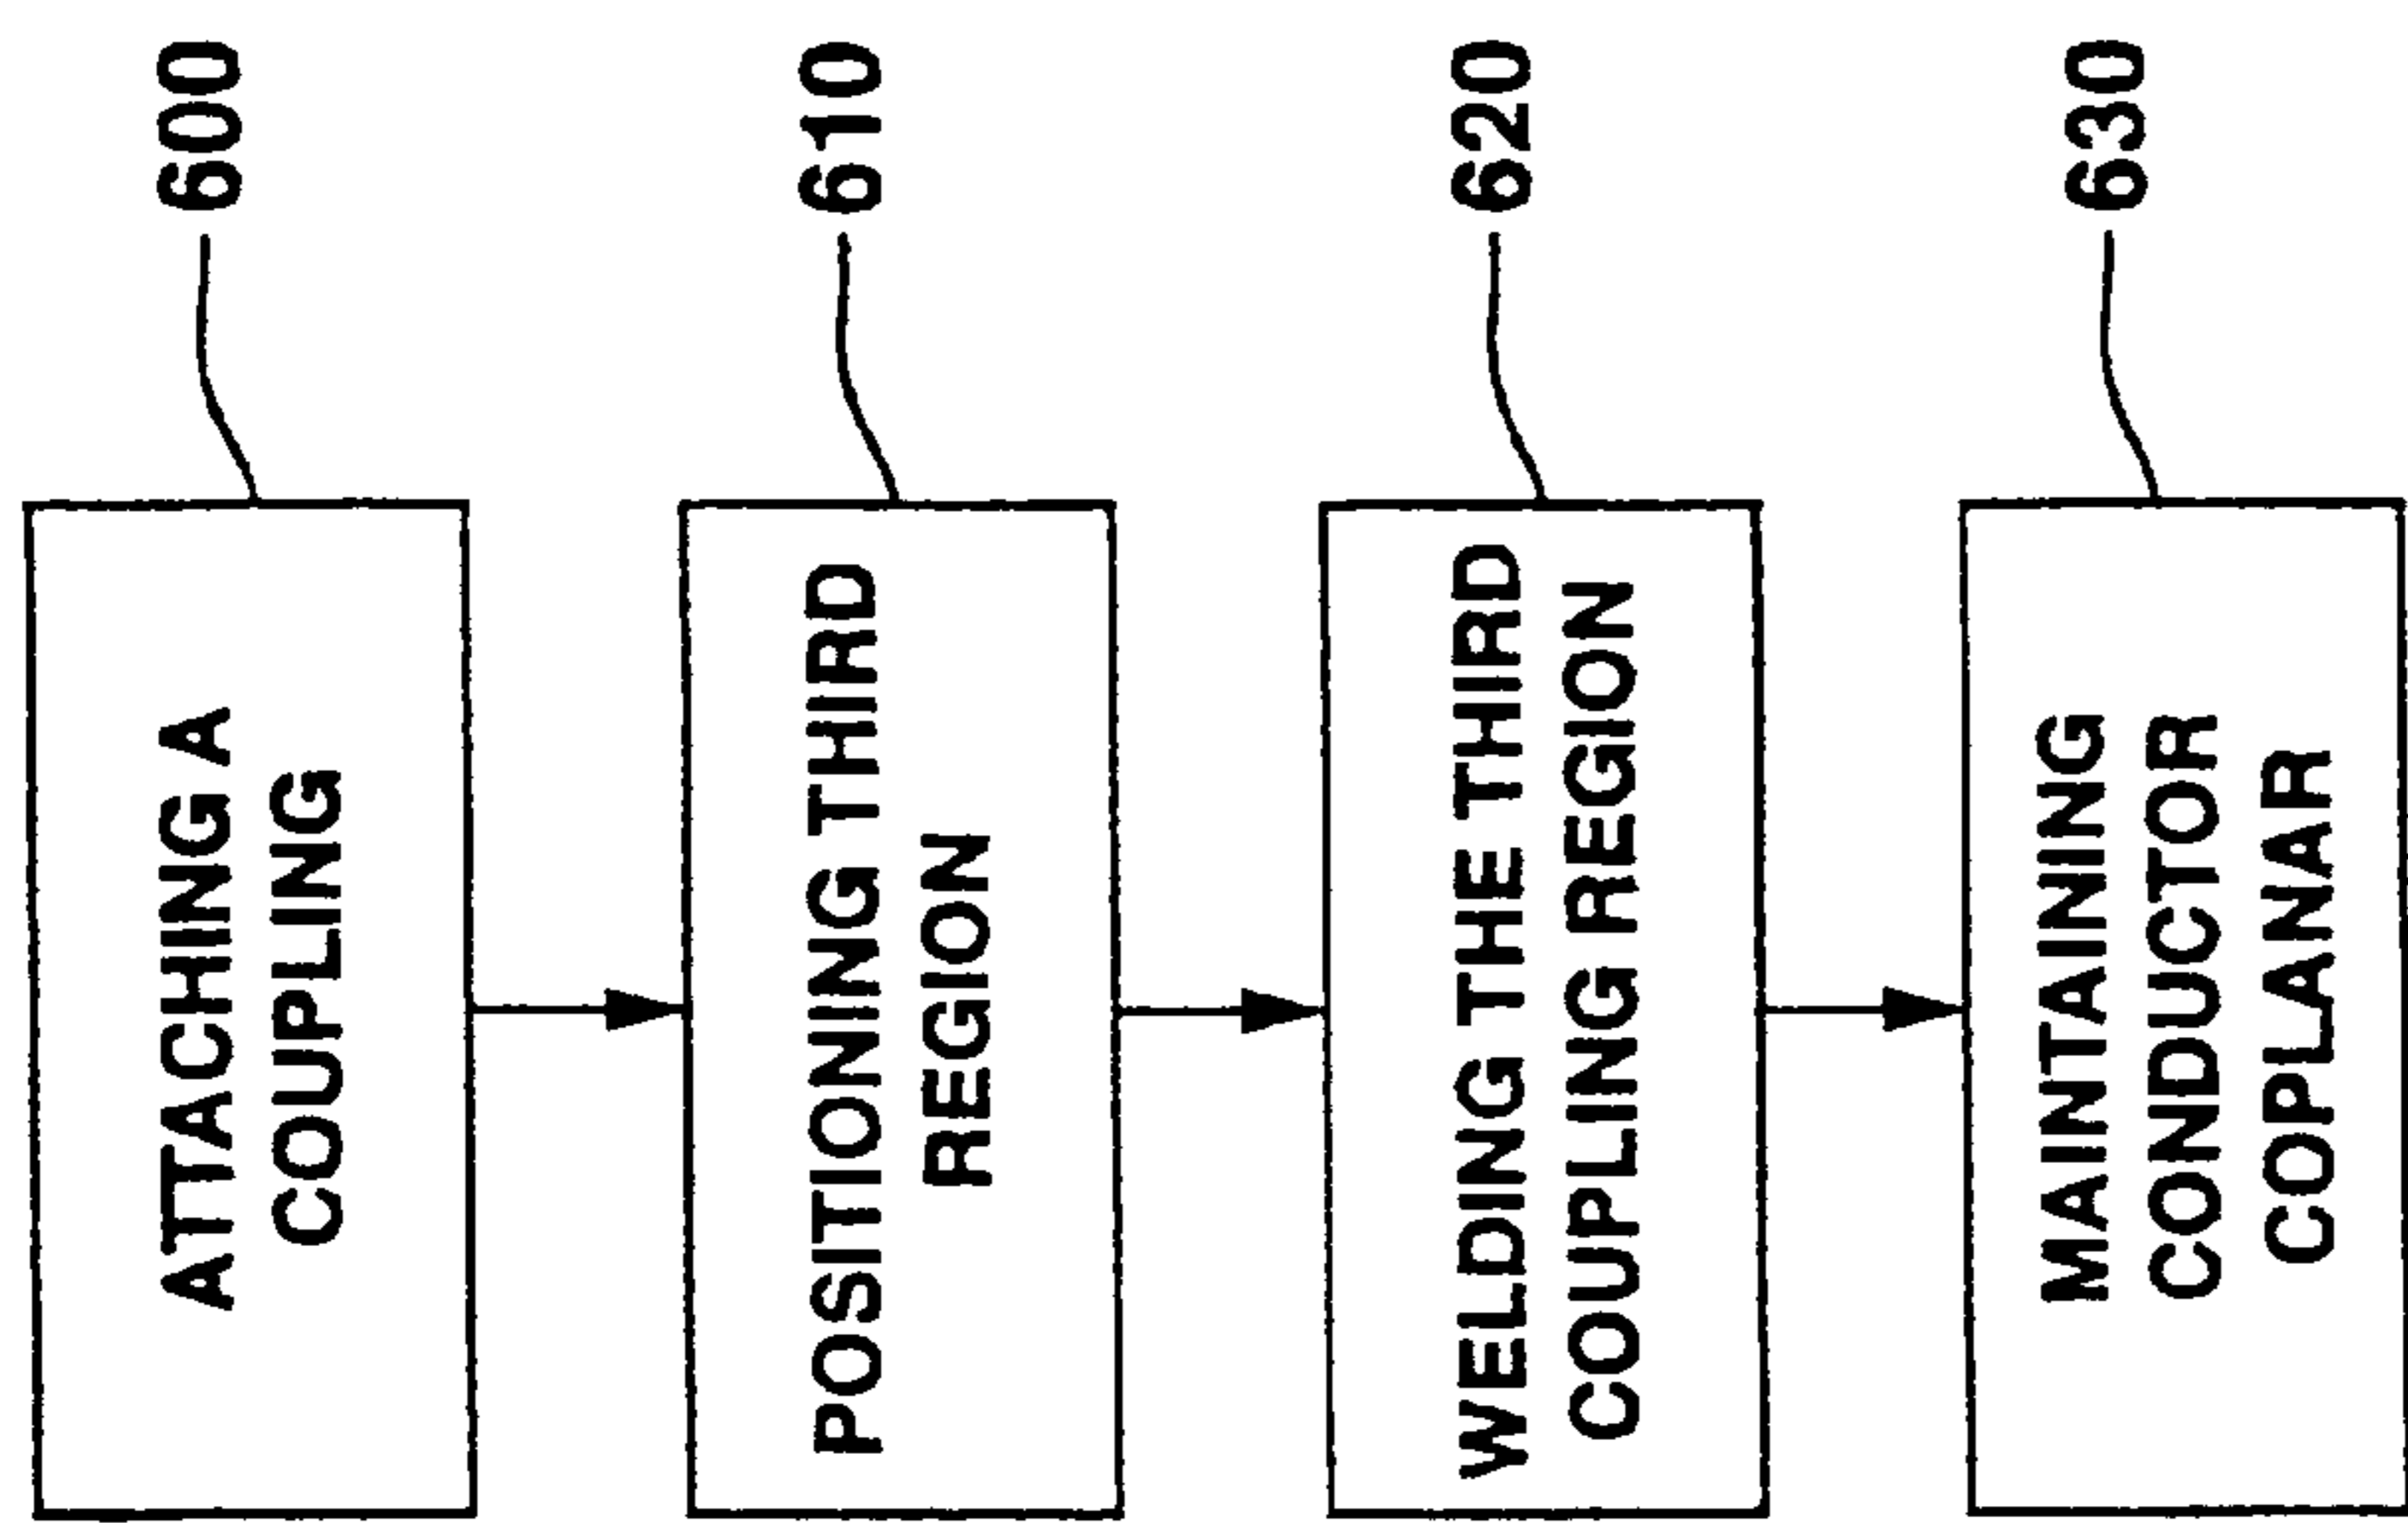 ATTACHING A
COUPLING
600
POSITIONING THIRD
REGION
610
WELDING THE THIRD
COUPLING REGION
620
MAINTAINING
CONDUCTOR
COPLANAR
630